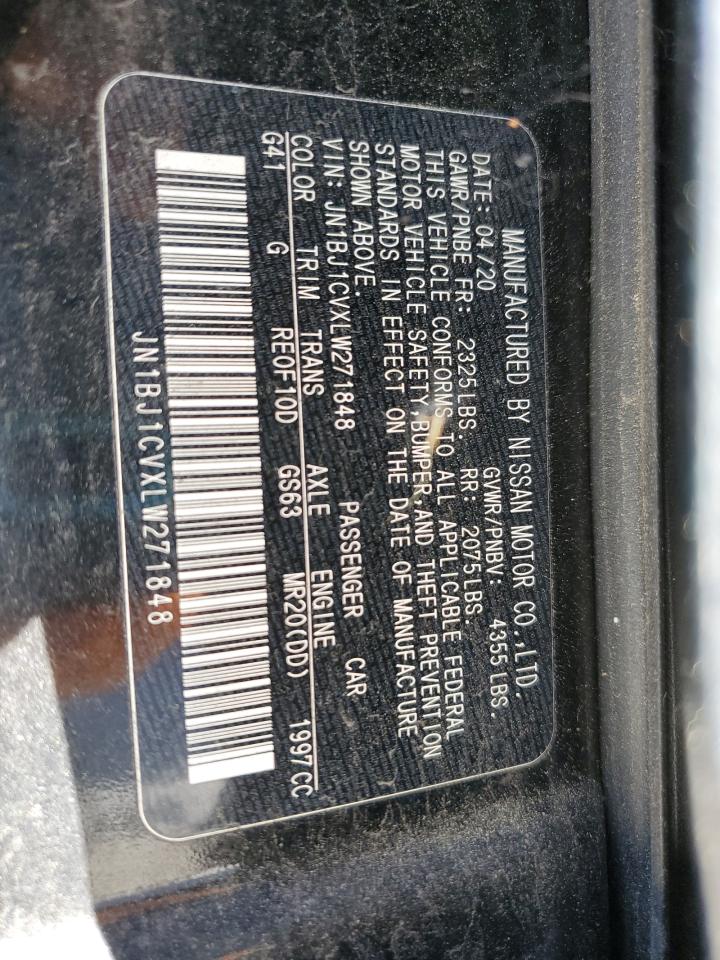 MANUFACTURED BY NISSAN MOTOR CO.,LTD.
DATE: 04/20 GVWR/PNBV: 4355 LBS.
GAWR/PNBE FR: 2325 LBS. RR: 2075 LBS.
THIS VEHICLE CONFORMS TO ALL APPLICABLE FEDERAL
MOTOR VEHICLE SAFETY,BUMPER,AND THEFT PREVENTION
STANDARDS IN EFFECT ON THE DATE OF MANUFACTURE
SHOWN ABOVE.
VIN: JN1BJ1CVXLW271848 PASSENGER CAR
COLOR TRIM TRANS AXLE ENGINE
G41 G RE0F10D GS63 MR20(DD) 1997CC
JN1BJ1CVXLW271848